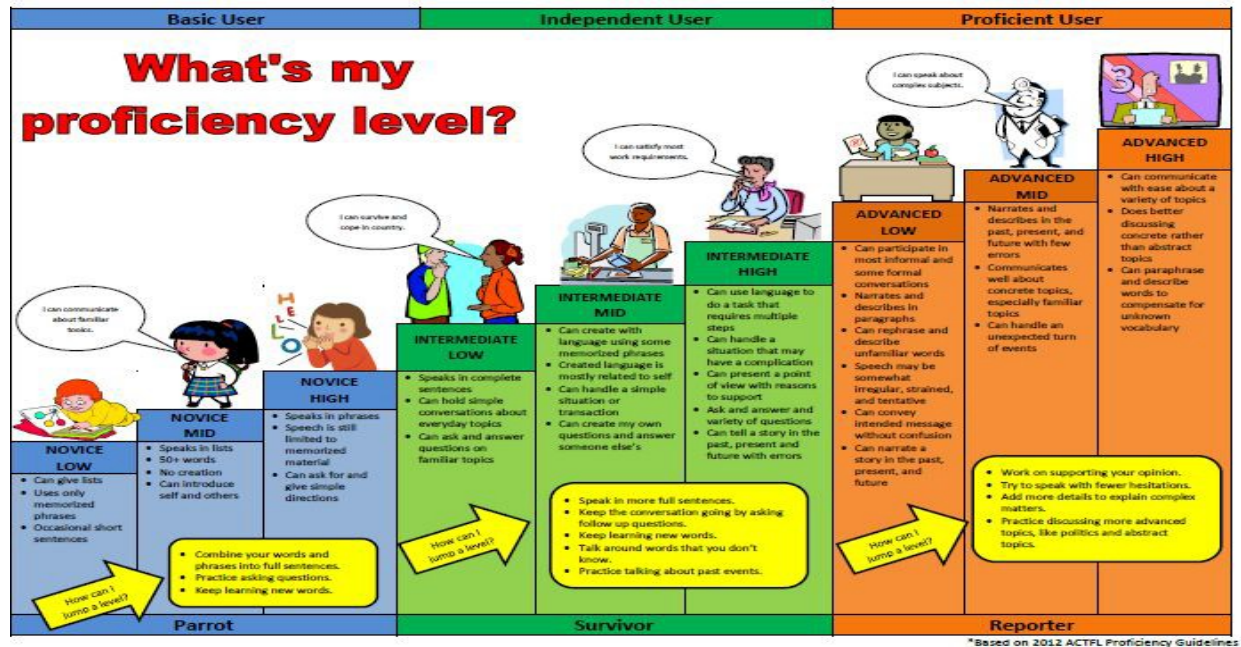 Basic User
Independent User
Proficient User
What's my
proficiency level?
I can communicate
about familiar
topics.
I can survive and
cope in country.
I can satisfy most
work requirements.
I can speak about
complex subjects.
HELLO
3
NOVICE
LOW
• Can give lists
• Uses only
memorized
phrases
• Occasional short
sentences
NOVICE
MID
• Speaks in lists
• 50+ words
• No creation
• Can introduce
self and others
NOVICE
HIGH
• Speaks in phrases
• Speech is still
limited to
memorized
material
• Can ask for and
give simple
directions
How can I
jump a level?
• Combine your words and
phrases into full sentences.
• Practice asking questions.
• Keep learning new words.
INTERMEDIATE
LOW
• Speaks in complete
sentences
• Can hold simple
conversations about
everyday topics
• Can ask and answer
questions on
familiar topics
INTERMEDIATE
MID
• Can create with
language using some
memorized phrases
• Created language is
mostly related to self
• Can handle a simple
situation or
transaction
• Can create my own
questions and answer
someone else's
INTERMEDIATE
HIGH
• Can use language to
do a task that
requires multiple
steps
• Can handle a
situation that may
have a complication
• Can present a point
of view with reasons
to support
• Ask and answer and
variety of questions
• Can tell a story in the
past, present and
future with errors
How can I
jump a level?
• Speak in more full sentences.
• Keep the conversation going by asking
follow up questions.
• Keep learning new words.
• Talk around words that you don't
know.
• Practice talking about past events.
ADVANCED
LOW
• Can participate in
most informal and
some formal
conversations
• Narrates and
describes in
paragraphs
• Can rephrase and
describe
unfamiliar words
• Speech may be
somewhat
irregular, strained,
and tentative
• Can convey
intended message
without confusion
• Can narrate a
story in the past,
present, and
future
ADVANCED
MID
• Narrates and
describes in the
past, present, and
future with few
errors
• Communicates
well about
concrete topics,
especially familiar
topics
• Can handle an
unexpected turn
of events
ADVANCED
HIGH
• Can communicate
with ease about a
variety of topics
• Does better
discussing
concrete rather
than abstract
topics
• Can paraphrase
and describe
words to
compensate for
unknown
vocabulary
How can I
jump a level?
• Work on supporting your opinion.
• Try to speak with fewer hesitations.
• Add more details to explain complex
matters.
• Practice discussing more advanced
topics, like politics and abstract
topics.
Parrot
Survivor
Reporter
*Based on 2012 ACTFL Proficiency Guidelines